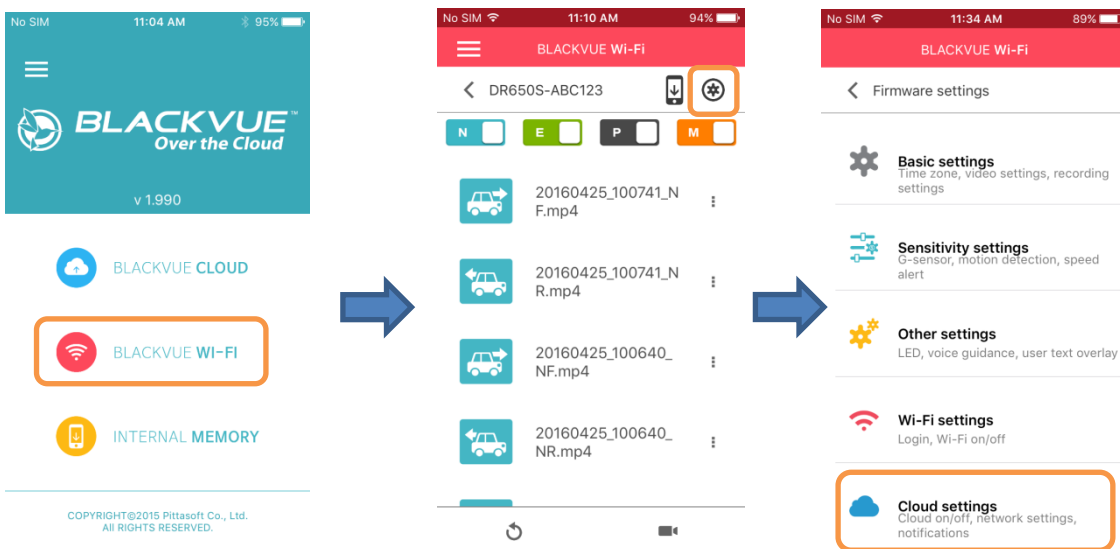 No SIM 11:04 AM 95%
BLACKVUE™
Over the Cloud
v 1.990
BLACKVUE CLOUD
BLACKVUE WI-FI
INTERNAL MEMORY
COPYRIGHT©2015 Pittasoft Co., Ltd.
All RIGHTS RESERVED.
No SIM 11:10 AM 94%
BLACKVUE Wi-Fi
DR650S-ABC123
N E P M
20160425_100741_N
F.mp4
20160425_100741_N
R.mp4
20160425_100640_
NF.mp4
20160425_100640_
NR.mp4
No SIM 11:34 AM 89%
BLACKVUE Wi-Fi
Firmware settings
Basic settings
Time zone, video settings, recording
settings
Sensitivity settings
G-sensor, motion detection, speed
alert
Other settings
LED, voice guidance, user text overlay
Wi-Fi settings
Login, Wi-Fi on/off
Cloud settings
Cloud on/off, network settings,
notifications